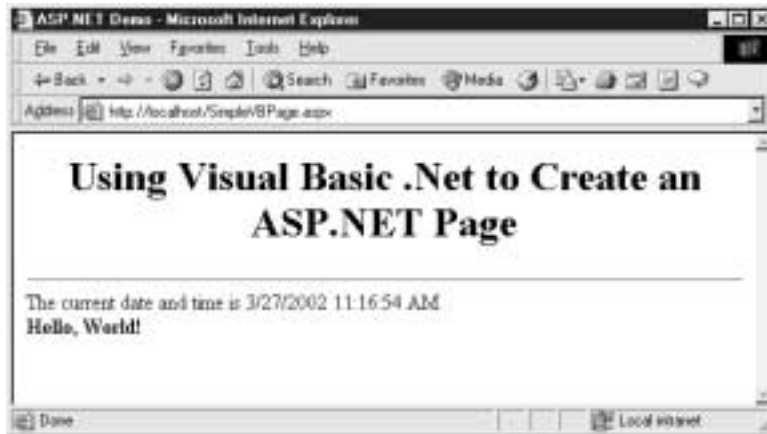 ASP.NET Demo - Microsoft Internet Explorer
File Edit View Favorites Tools Help
Back Search Favorites Media
Address http://localhost/SimpleVBPage.aspx
Using Visual Basic .Net to Create an
ASP.NET Page
The current date and time is 3/27/2002 11:16:54 AM
Hello, World!
Done Local intranet